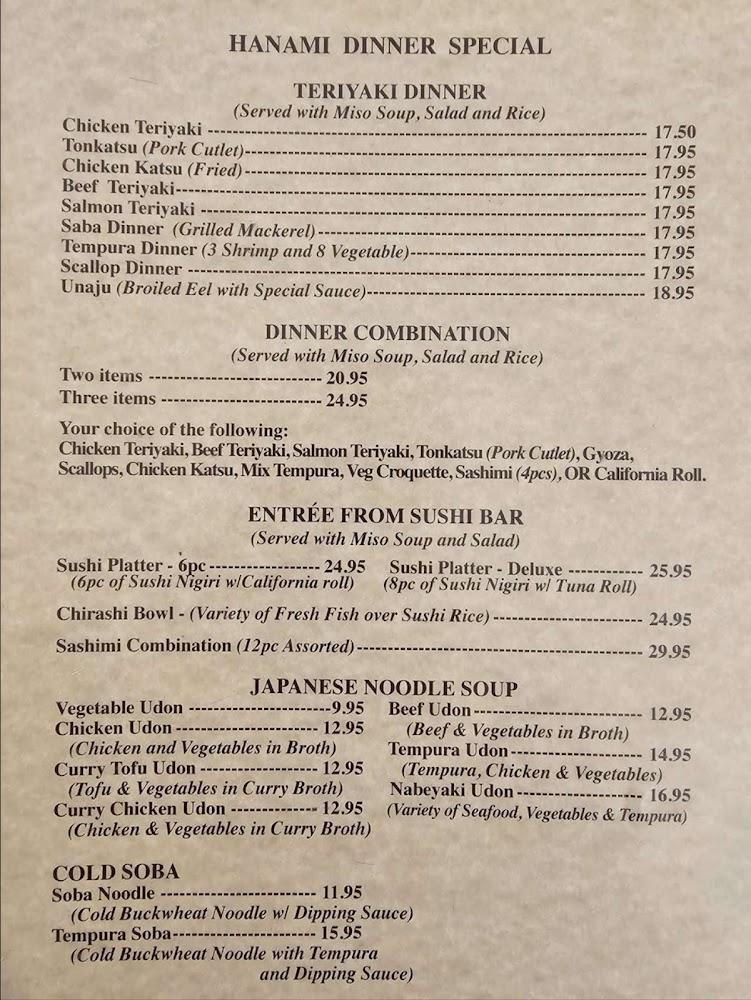 HANAMI DINNER SPECIAL
TERIYAKI DINNER
(Served with Miso Soup, Salad and Rice)
Chicken Teriyaki ---------------------------------------- 17.50
Tonkatsu (Pork Cutlet)---------------------------------------- 17.95
Chicken Katsu (Fried)---------------------------------------- 17.95
Beef Teriyaki---------------------------------------- 17.95
Salmon Teriyaki ---------------------------------------- 17.95
Saba Dinner (Grilled Mackerel)---------------------------------------- 17.95
Tempura Dinner (3 Shrimp and 8 Vegetable)------------------------------ 17.95
Scallop Dinner ---------------------------------------- 17.95
Unaju (Broiled Eel with Special Sauce)---------------------------------------- 18.95
DINNER COMBINATION
(Served with Miso Soup, Salad and Rice)
Two items -------------------------- 20.95
Three items ------------------------ 24.95
Your choice of the following:
Chicken Teriyaki, Beef Teriyaki, Salmon Teriyaki, Tonkatsu (Pork Cutlet), Gyoza,
Scallops, Chicken Katsu, Mix Tempura, Veg Croquette, Sashimi (4pcs), OR California Roll.
ENTRÉE FROM SUSHI BAR
(Served with Miso Soup and Salad)
Sushi Platter - 6pc----------------- 24.95 Sushi Platter - Deluxe ------------ 25.95
(6pc of Sushi Nigiri w/California roll) (8pc of Sushi Nigiri w/ Tuna Roll)
Chirashi Bowl - (Variety of Fresh Fish over Sushi Rice)---------------------- 24.95
Sashimi Combination (12pc Assorted)---------------------------------------- 29.95
JAPANESE NOODLE SOUP
Vegetable Udon ---------------------9.95
Chicken Udon ---------------------- 12.95
(Chicken and Vegetables in Broth)
Curry Tofu Udon ------------------ 12.95
(Tofu & Vegetables in Curry Broth)
Curry Chicken Udon ------------- 12.95
(Chicken & Vegetables in Curry Broth)
Beef Udon-------------------------- 12.95
(Beef & Vegetables in Broth)
Tempura Udon-------------------- 14.95
(Tempura, Chicken & Vegetables)
Nabeyaki Udon------------------- 16.95
(Variety of Seafood, Vegetables & Tempura)
COLD SOBA
Soba Noodle ------------------------ 11.95
(Cold Buckwheat Noodle w/ Dipping Sauce)
Tempura Soba---------------------- 15.95
(Cold Buckwheat Noodle with Tempura
and Dipping Sauce)